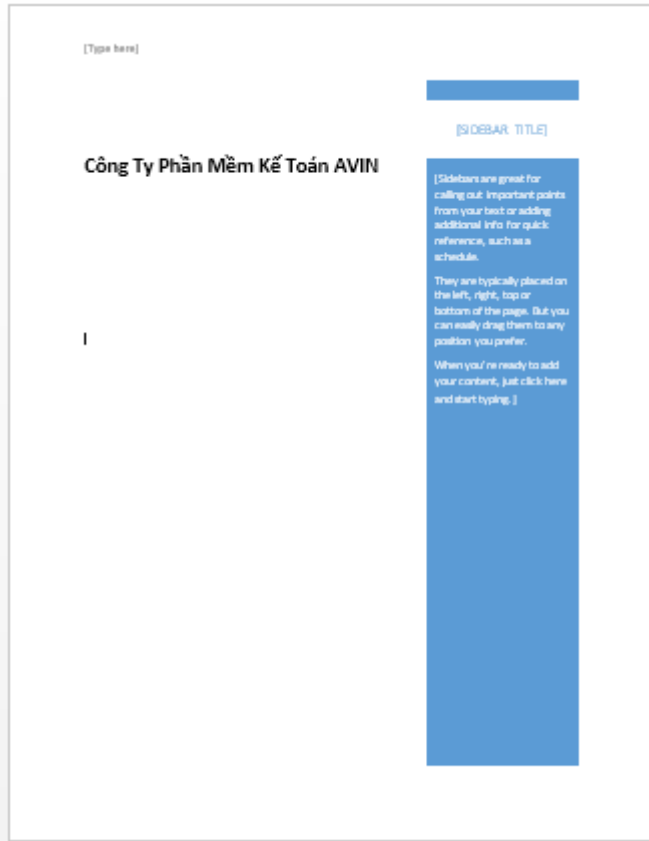 [Type here]
Công Ty Phần Mềm Kế Toán AVIN
[SIDEBAR TITLE]
[Sidebars are great for
calling out important points
from your text or adding
additional info for quick
reference, such as a
schedule.
They are typically placed on
the left, right, top or
bottom of the page. But you
can easily drag them to any
position you prefer.
When you're ready to add
your content, just click here
and start typing.]